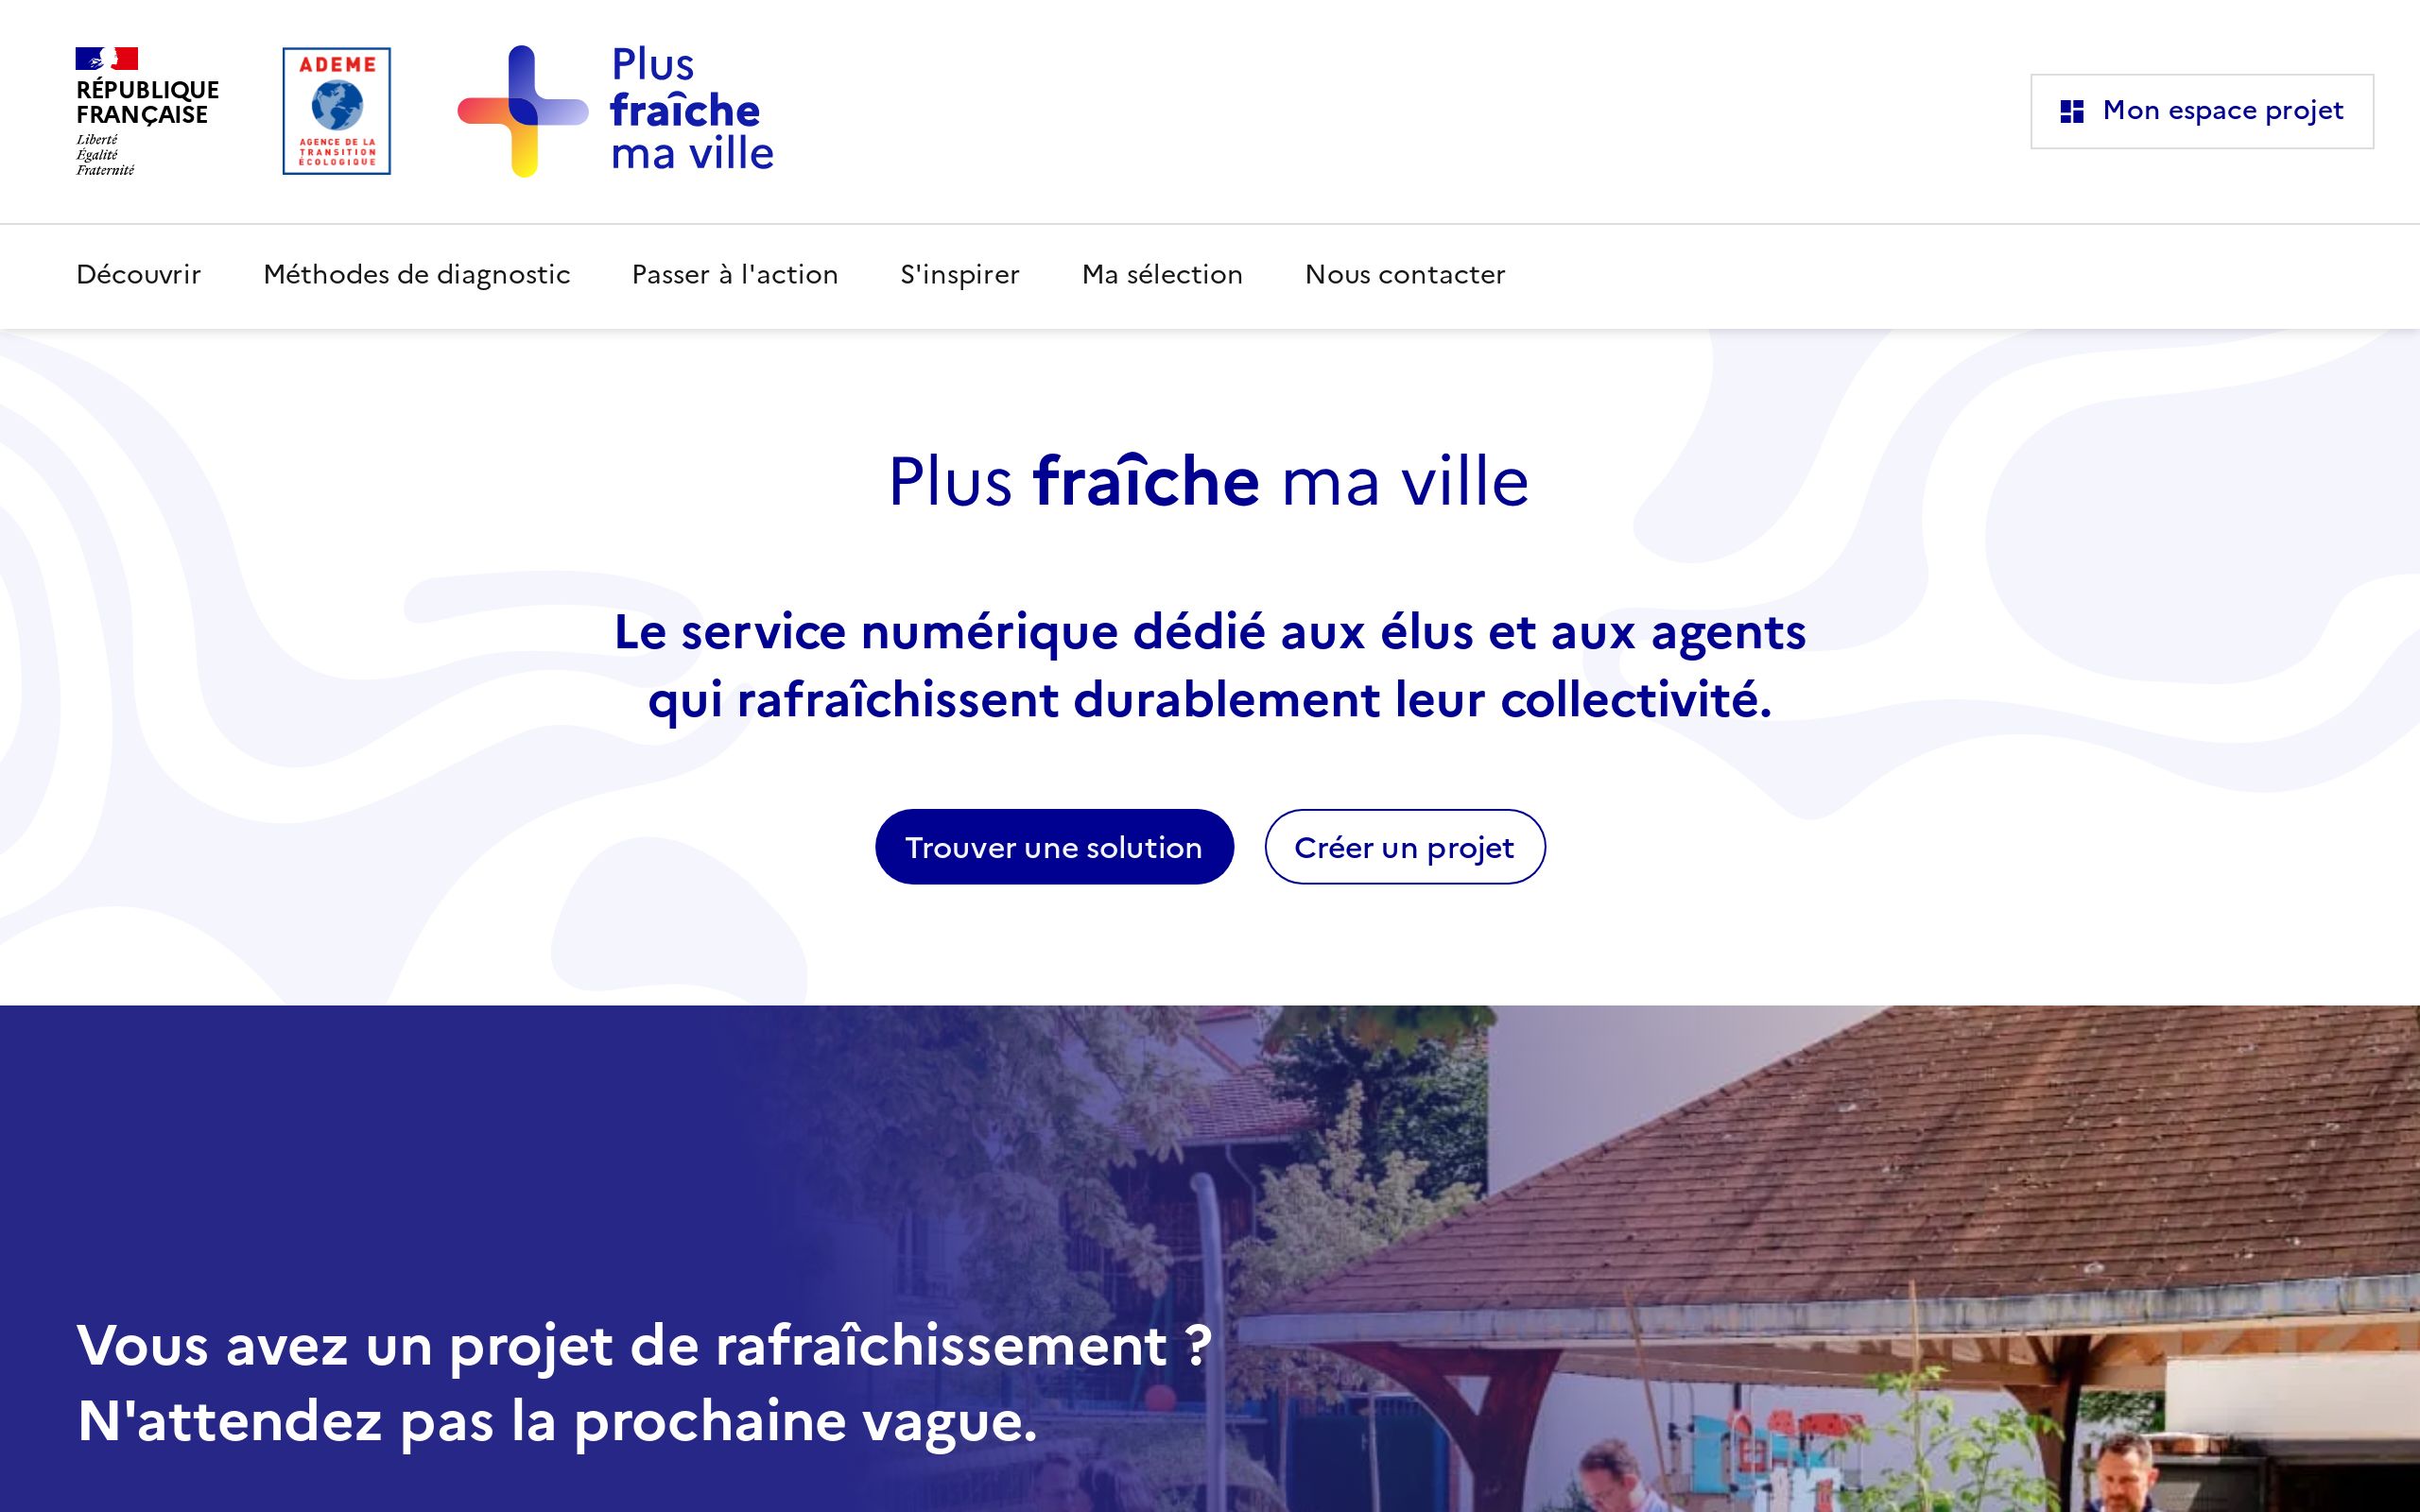 RÉPUBLIQUE
FRANÇAISE
Liberté
Égalité
Fraternité
ADEME
AGENCE DE LA
TRANSITION
ÉCOLOGIQUE
Plus
fraîche
ma ville
Mon espace projet
Découvrir
Méthodes de diagnostic
Passer à l'action
S'inspirer
Ma sélection
Nous contacter
Plus fraîche ma ville
Le service numérique dédié aux élus et aux agents
qui rafraîchissent durablement leur collectivité.
Trouver une solution
Créer un projet
Vous avez un projet de rafraîchissement ?
N'attendez pas la prochaine vague.